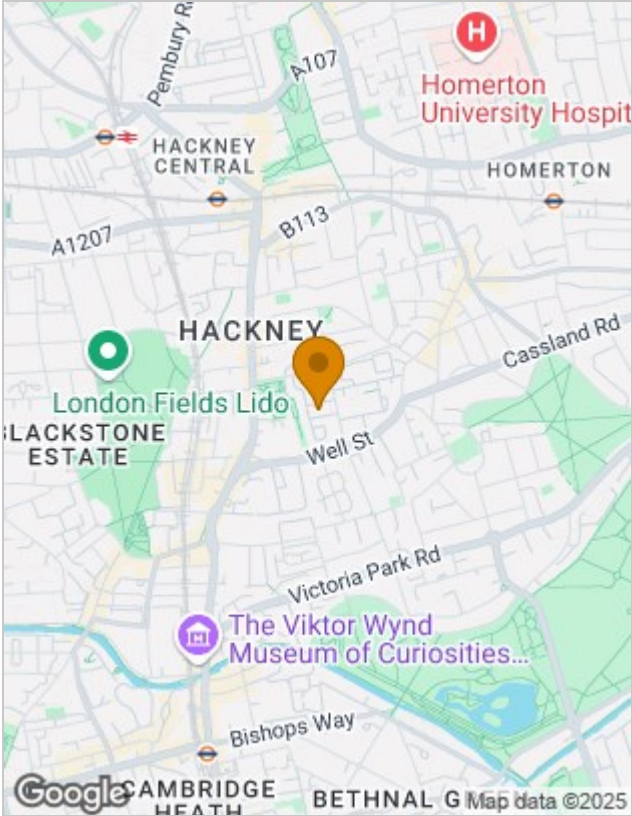 Pembury R
A107
H
Homerton
University Hospit
HACKNEY
CENTRAL
HOMERTON
B113
A1207
HACKNEY
Cassland Rd
London Fields Lido
BLACKSTONE
ESTATE
Well St
Victoria Park Rd
The Viktor Wynd
Museum of Curiosities...
Bishops Way
Google
CAMBRIDGE
HEATH
BETHNAL G
Map data ©2025